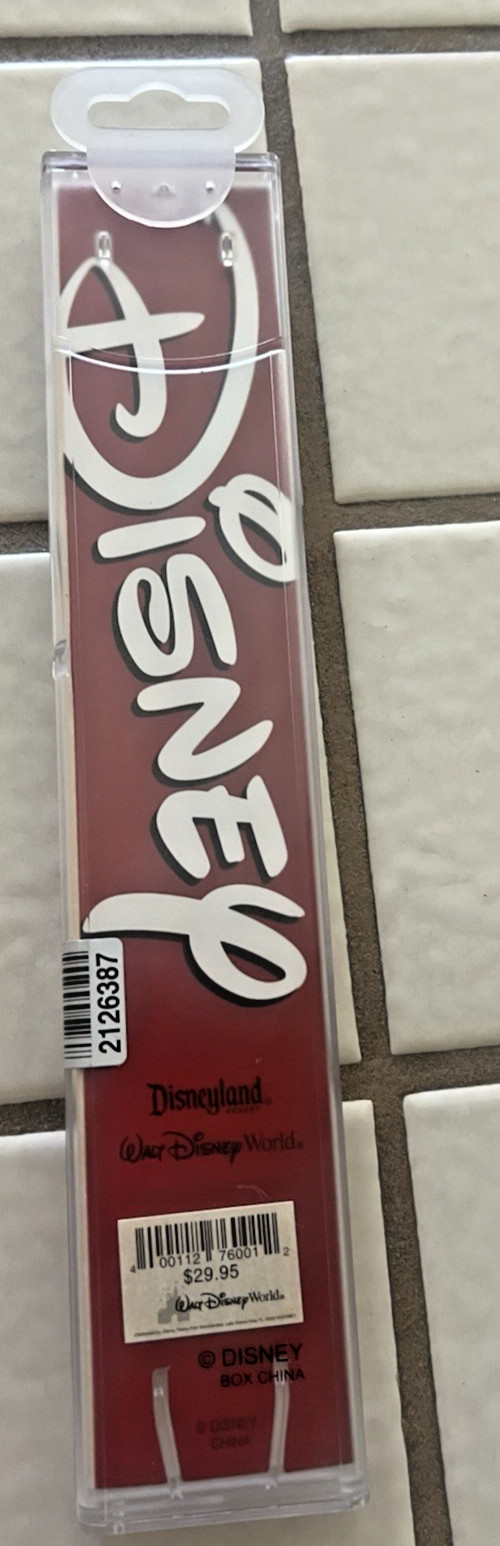 Disney
2126387
Disneyland®
RESORT
Walt Disney World®
4 00112 76001 2
$29.95
Walt Disney World®
© DISNEY
BOX CHINA
© DISNEY
CHINA